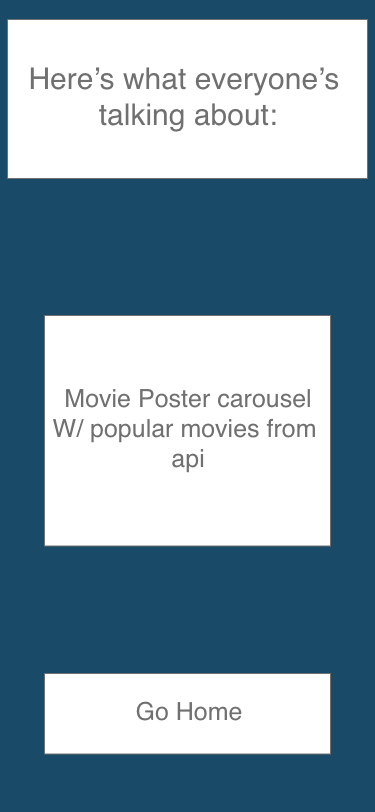 Here’s what everyone’s
talking about:
Movie Poster carousel
W/ popular movies from
api
Go Home